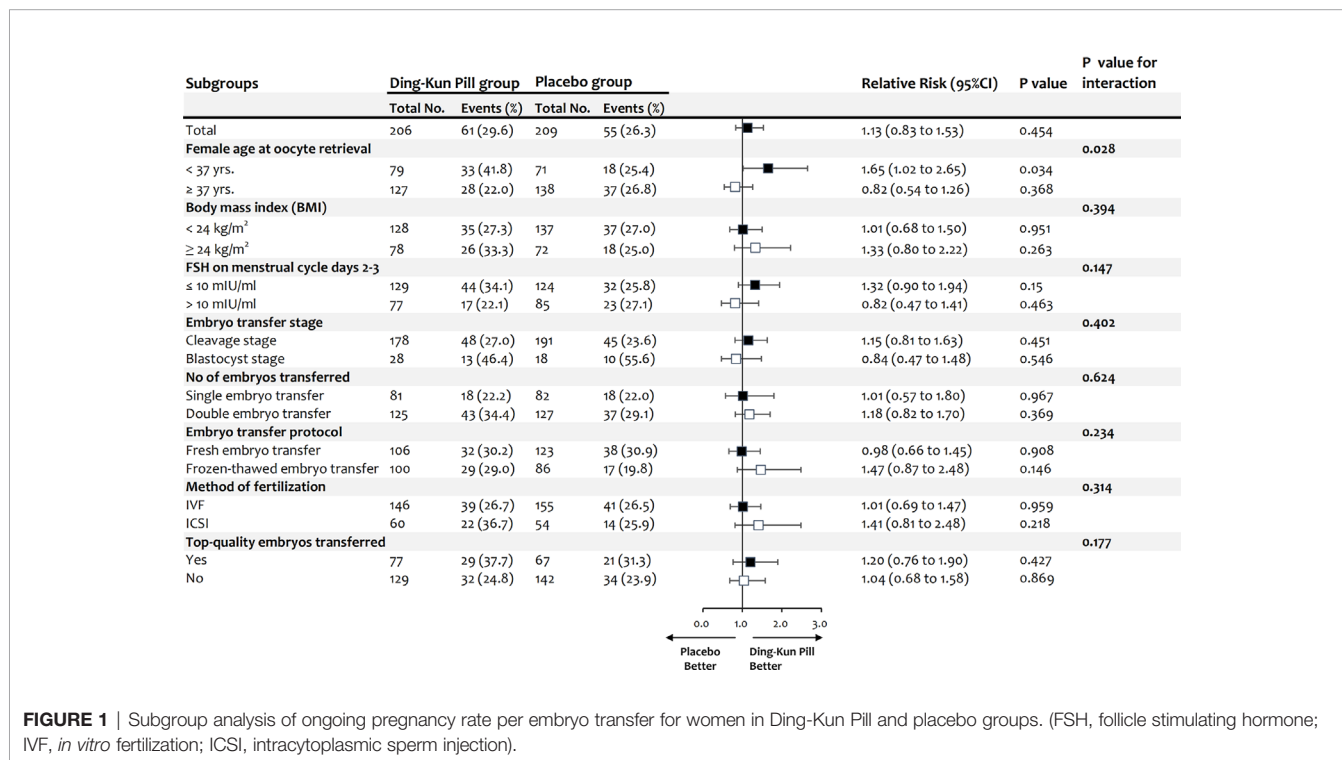 Subgroups Ding-Kun Pill group Placebo group Relative Risk (95%CI) P value P value for interaction
Total No. Events (%) Total No. Events (%)
Total 206 61 (29.6) 209 55 (26.3) 1.13 (0.83 to 1.53) 0.454
Female age at oocyte retrieval 0.028
< 37 yrs. 79 33 (41.8) 71 18 (25.4) 1.65 (1.02 to 2.65) 0.034
≥ 37 yrs. 127 28 (22.0) 138 37 (26.8) 0.82 (0.54 to 1.26) 0.368
Body mass index (BMI) 0.394
< 24 kg/m² 128 35 (27.3) 137 37 (27.0) 1.01 (0.68 to 1.50) 0.951
≥ 24 kg/m² 78 26 (33.3) 72 18 (25.0) 1.33 (0.80 to 2.22) 0.263
FSH on menstrual cycle days 2-3 0.147
≤ 10 mIU/ml 129 44 (34.1) 124 32 (25.8) 1.32 (0.90 to 1.94) 0.15
> 10 mIU/ml 77 17 (22.1) 85 23 (27.1) 0.82 (0.47 to 1.41) 0.463
Embryo transfer stage 0.402
Cleavage stage 178 48 (27.0) 191 45 (23.6) 1.15 (0.81 to 1.63) 0.451
Blastocyst stage 28 13 (46.4) 18 10 (55.6) 0.84 (0.47 to 1.48) 0.546
No of embryos transferred 0.624
Single embryo transfer 81 18 (22.2) 82 18 (22.0) 1.01 (0.57 to 1.80) 0.967
Double embryo transfer 125 43 (34.4) 127 37 (29.1) 1.18 (0.82 to 1.70) 0.369
Embryo transfer protocol 0.234
Fresh embryo transfer 106 32 (30.2) 123 38 (30.9) 0.98 (0.66 to 1.45) 0.908
Frozen-thawed embryo transfer 100 29 (29.0) 86 17 (19.8) 1.47 (0.87 to 2.48) 0.146
Method of fertilization 0.314
IVF 146 39 (26.7) 155 41 (26.5) 1.01 (0.69 to 1.47) 0.959
ICSI 60 22 (36.7) 54 14 (25.9) 1.41 (0.81 to 2.48) 0.218
Top-quality embryos transferred 0.177
Yes 77 29 (37.7) 67 21 (31.3) 1.20 (0.76 to 1.90) 0.427
No 129 32 (24.8) 142 34 (23.9) 1.04 (0.68 to 1.58) 0.869
0.0 1.0 2.0 3.0
Placebo Ding-Kun Pill
Better Better
FIGURE 1 | Subgroup analysis of ongoing pregnancy rate per embryo transfer for women in Ding-Kun Pill and placebo groups. (FSH, follicle stimulating hormone;
IVF, in vitro fertilization; ICSI, intracytoplasmic sperm injection).